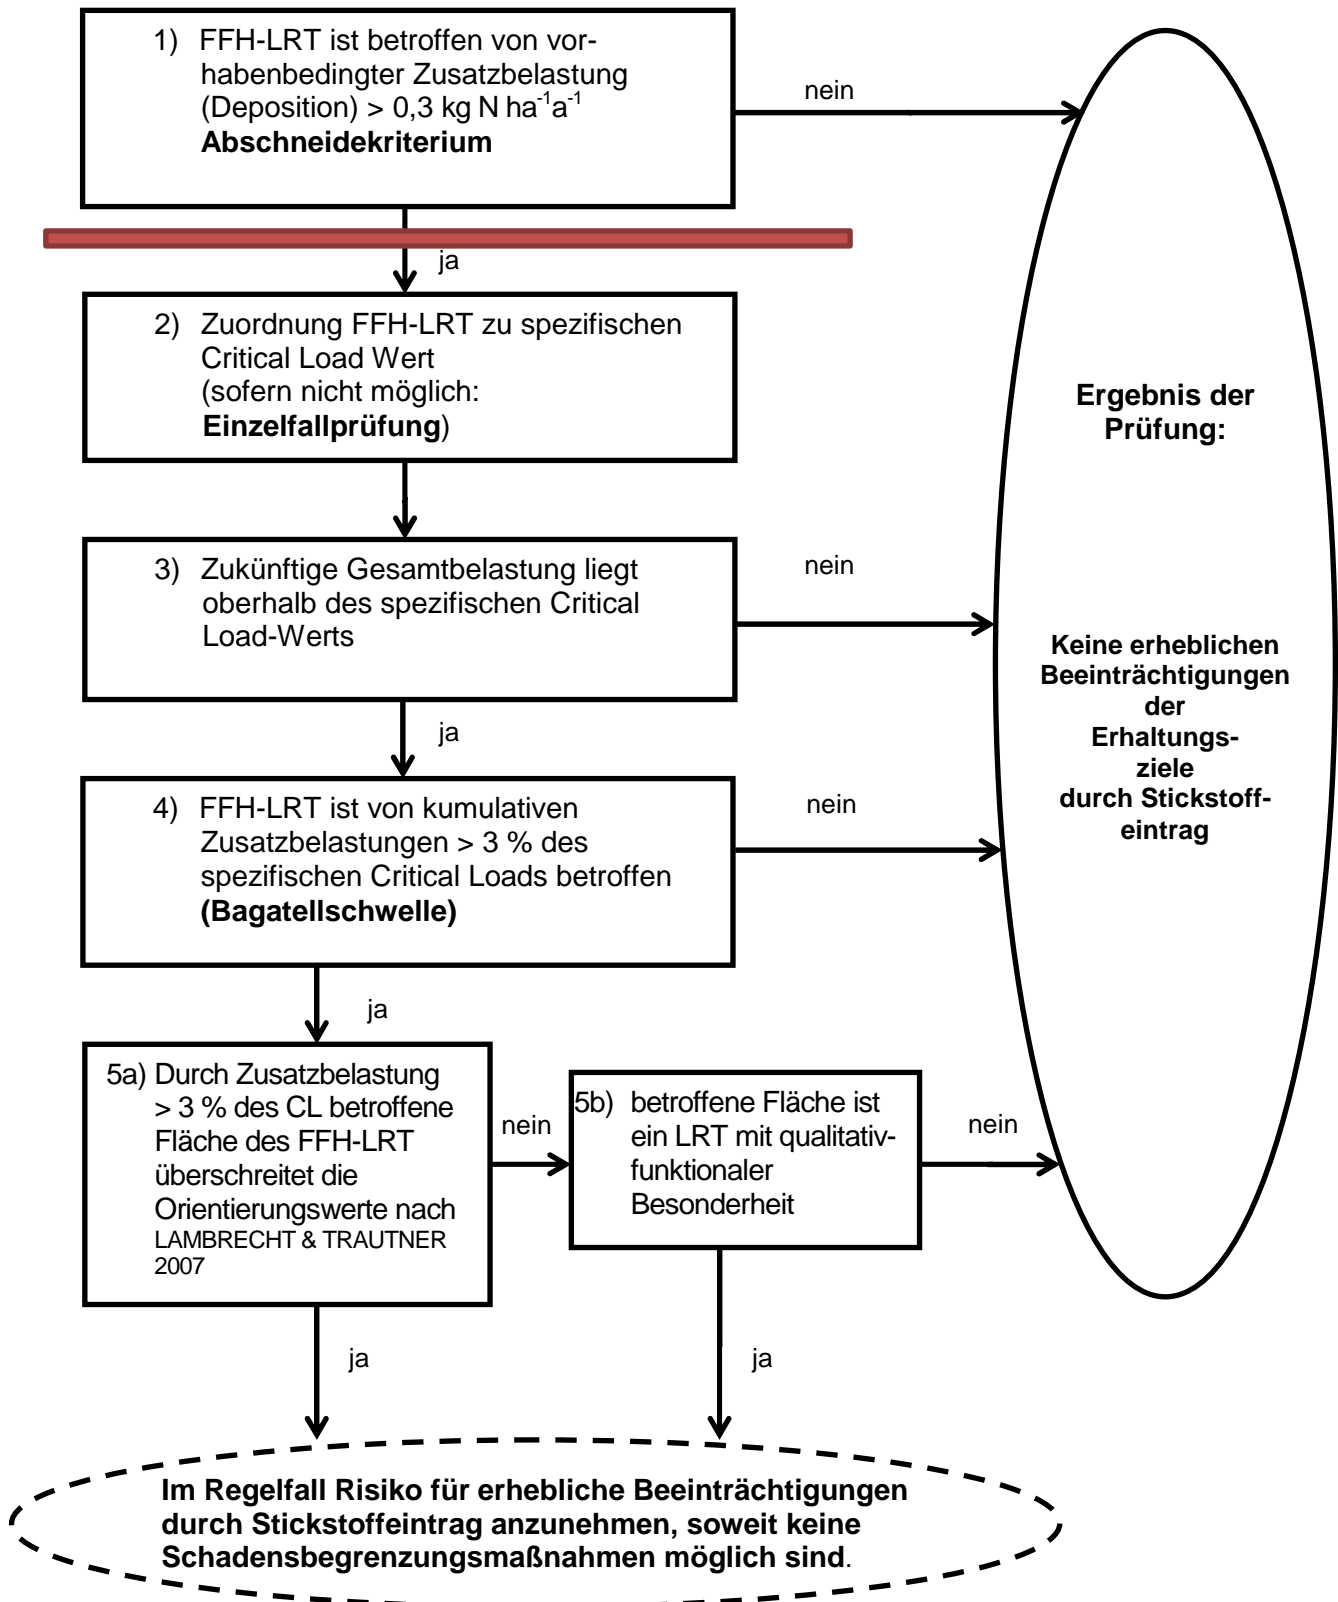 1) FFH-LRT ist betroffen von vor-
habenbedingter Zusatzbelastung
(Deposition) > 0,3 kg N ha⁻¹a⁻¹
Abschneidekriterium
nein
ja
2) Zuordnung FFH-LRT zu spezifischen
Critical Load Wert
(sofern nicht möglich:
Einzelfallprüfung)
3) Zukünftige Gesamtbelastung liegt
oberhalb des spezifischen Critical
Load-Werts
nein
ja
4) FFH-LRT ist von kumulativen
Zusatzbelastungen > 3 % des
spezifischen Critical Loads betroffen
(Bagatellschwelle)
nein
ja
5a) Durch Zusatzbelastung
> 3 % des CL betroffene
Fläche des FFH-LRT
überschreitet die
Orientierungswerte nach
LAMBRECHT & TRAUTNER
2007
nein
5b) betroffene Fläche ist
ein LRT mit qualitativ-
funktionaler
Besonderheit
nein
ja
ja
Ergebnis der
Prüfung:
Keine erheblichen
Beeinträchtigungen
der
Erhaltungs-
ziele
durch Stickstoff-
eintrag
Im Regelfall Risiko für erhebliche Beeinträchtigungen
durch Stickstoffeintrag anzunehmen, soweit keine
Schadensbegrenzungsmaßnahmen möglich sind.